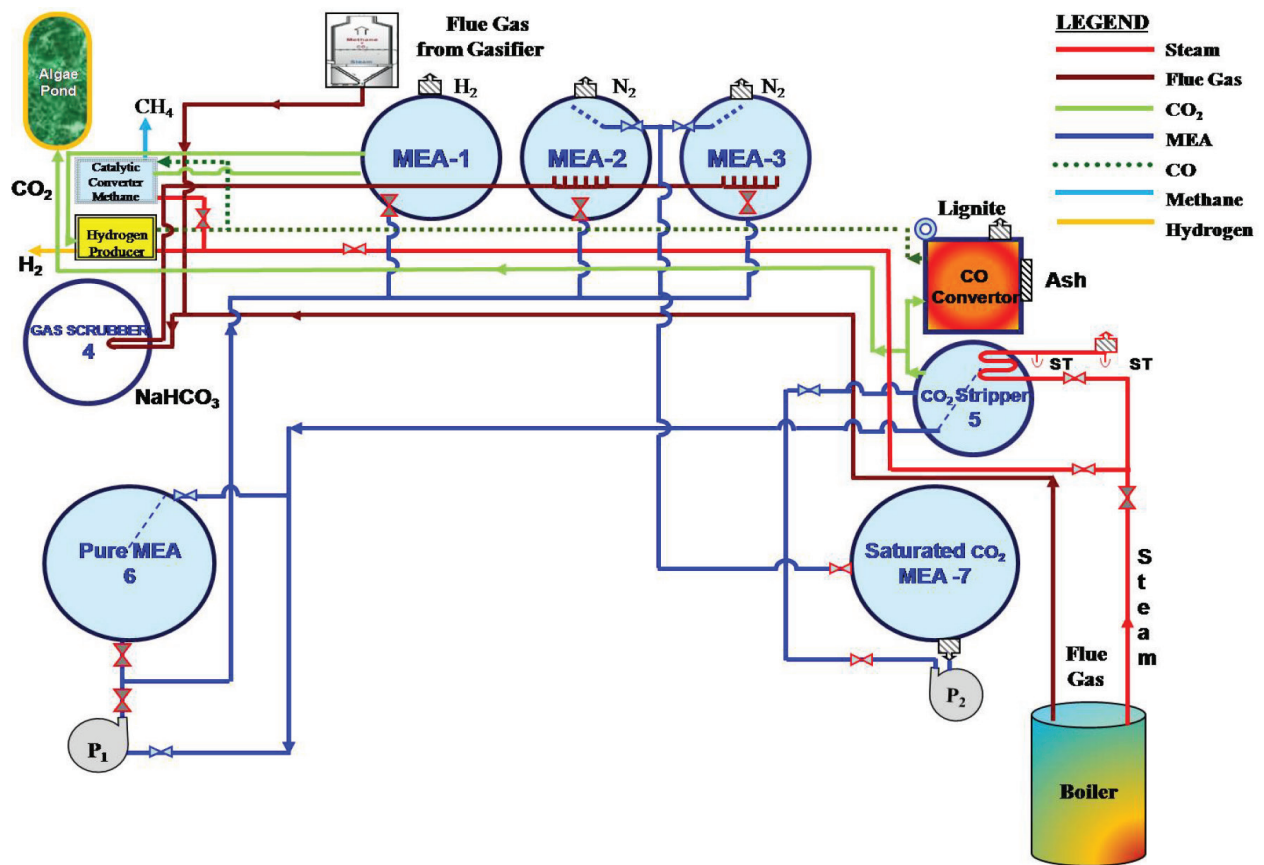 Flue Gas
from Gasifier
LEGEND
Steam
Flue Gas
CO2
MEA
CO
Methane
Hydrogen
Algae
Pond
Methane
CH4
H2
N2
N2
MEA-1
MEA-2
MEA-3
Catalytic
Converter
Methane
CO2
Hydrogen
Producer
H2
Lignite
CO
Convertor
Ash
GAS SCRUBBER
4
NaHCO3
ST
ST
CO2 Stripper
5
Pure MEA
6
Saturated CO2
MEA -7
Steam
Flue
Gas
P1
P2
Boiler